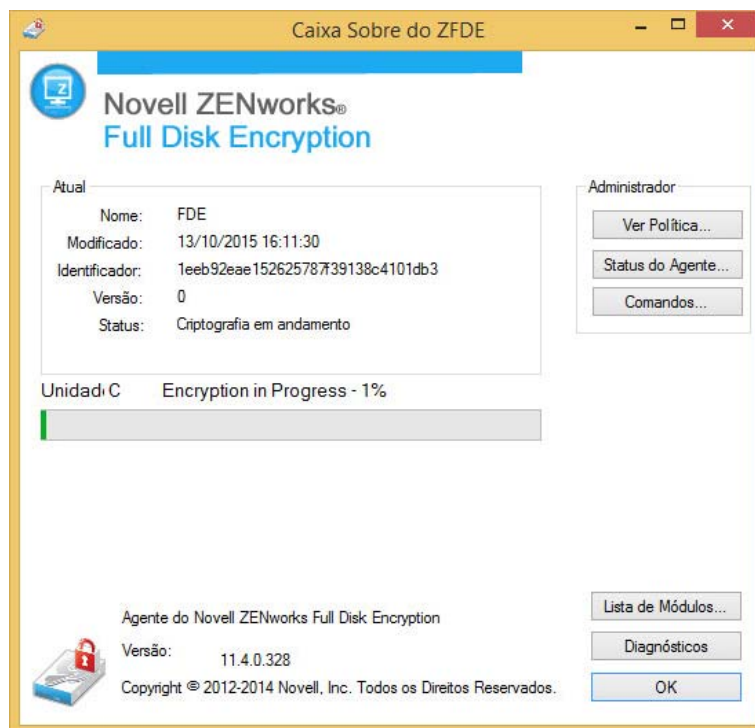 Caixa Sobre do ZFDE
Novell ZENworks®
Full Disk Encryption
Atual
Nome: FDE
Modificado: 13/10/2015 16:11:30
Identificador: 1eeb92eae152625787f39138c4101db3
Versão: 0
Status: Criptografia em andamento
Administrador
Ver Política...
Status do Agente...
Comandos...
Unidad C Encryption in Progress - 1%
Agente do Novell ZENworks Full Disk Encryption
Versão: 11.4.0.328
Copyright © 2012-2014 Novell, Inc. Todos os Direitos Reservados.
Lista de Módulos...
Diagnósticos
OK